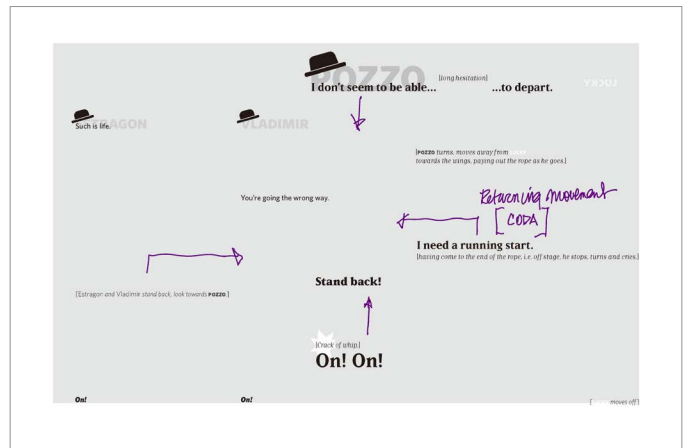 POZZO
[long hesitation]
I don't seem to be able... ...to depart.
LUCKY
ESTRAGON
VLADIMIR
Such is life.
[POZZO turns, moves away from LUCKY
towards the wings, paying out the rope as he goes.]
You're going the wrong way.
Returning movement
[CODA]
I need a running start.
[having come to the end of the rope, i.e. off stage, he stops, turns and cries.]
Stand back!
[Estragon and Vladimir stand back, look towards POZZO.]
[Crack of whip.]
On! On!
On!
On!
[LUCKY moves off]